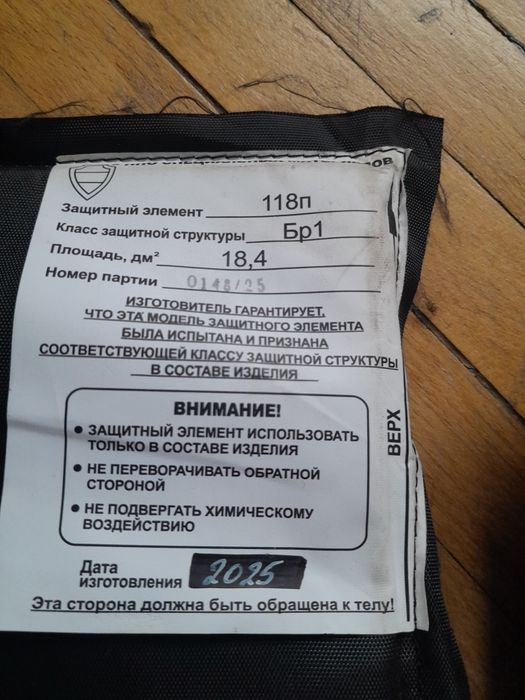 Защитный элемент 118п
Класс защитной структуры Бр1
Площадь, дм² 18,4
Номер партии 0148/25
ИЗГОТОВИТЕЛЬ ГАРАНТИРУЕТ,
ЧТО ЭТА МОДЕЛЬ ЗАЩИТНОГО ЭЛЕМЕНТА
БЫЛА ИСПЫТАНА И ПРИЗНАНА
СООТВЕТСТВУЮЩЕЙ КЛАССУ ЗАЩИТНОЙ СТРУКТУРЫ
В СОСТАВЕ ИЗДЕЛИЯ
ВНИМАНИЕ!
• ЗАЩИТНЫЙ ЭЛЕМЕНТ ИСПОЛЬЗОВАТЬ
ТОЛЬКО В СОСТАВЕ ИЗДЕЛИЯ
• НЕ ПЕРЕВОРАЧИВАТЬ ОБРАТНОЙ
СТОРОНОЙ
• НЕ ПОДВЕРГАТЬ ХИМИЧЕСКОМУ
ВОЗДЕЙСТВИЮ
ВЕРХ
Дата
изготовления 2025
Эта сторона должна быть обращена к телу!